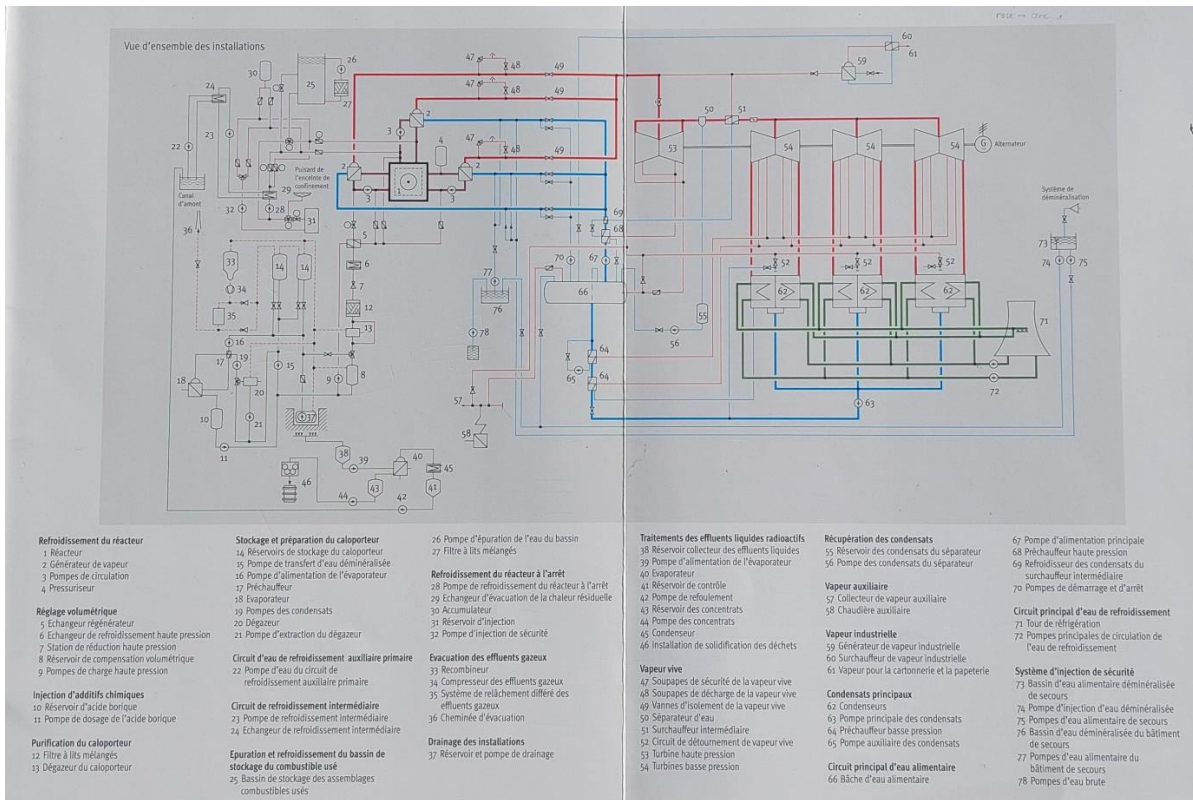 Vue d'ensemble des installations
Canal
d'amont
Puisant de
l'enceinte de
confinement
Alternateur
G
Système de
déminéralisation
Refroidissement du réacteur
1 Réacteur
2 Générateur de vapeur
3 Pompes de circulation
4 Pressuriseur
Réglage volumétrique
5 Echangeur régénérateur
6 Echangeur de refroidissement haute pression
7 Station de réduction haute pression
8 Réservoir de compensation volumétrique
9 Pompes de charge haute pression
Injection d'additifs chimiques
10 Réservoir d'acide borique
11 Pompe de dosage de l'acide borique
Purification du caloporteur
12 Filtre à lits mélangés
13 Dégazeur du caloporteur
Stockage et préparation du caloporteur
14 Réservoirs de stockage du caloporteur
15 Pompe de transfert d'eau déminéralisée
16 Pompe d'alimentation de l'évaporateur
17 Préchauffeur
18 Evaporateur
19 Pompes des condensats
20 Dégazeur
21 Pompe d'extraction du dégazeur
Circuit d'eau de refroidissement auxiliaire primaire
22 Pompe d'eau du circuit de
refroidissement auxiliaire primaire
Circuit de refroidissement intermédiaire
23 Pompe de refroidissement intermédiaire
24 Echangeur de refroidissement intermédiaire
Epuration et refroidissement du bassin de
stockage du combustible usé
25 Bassin de stockage des assemblages
combustibles usés
26 Pompe d'épuration de l'eau du bassin
27 Filtre à lits mélangés
Refroidissement du réacteur à l'arrêt
28 Pompe de refroidissement du réacteur à l'arrêt
29 Echangeur d'évacuation de la chaleur résiduelle
30 Accumulateur
31 Réservoir d'injection
32 Pompe d'injection de sécurité
Evacuation des effluents gazeux
33 Recombineur
34 Compresseur des effluents gazeux
35 Système de relâchement différé des
effluents gazeux
36 Cheminée d'évacuation
Drainage des installations
37 Réservoir et pompe de drainage
Traitements des effluents liquides radioactifs
38 Réservoir collecteur des effluents liquides
39 Pompe d'alimentation de l'évaporateur
40 Evaporateur
41 Réservoir de contrôle
42 Pompe de refoulement
43 Réservoir des concentrats
44 Pompe des concentrats
45 Condenseur
46 Installation de solidification des déchets
Vapeur vive
47 Soupapes de sécurité de la vapeur vive
48 Soupapes de décharge de la vapeur vive
49 Vannes d'isolement de la vapeur vive
50 Séparateur d'eau
51 Surchauffeur intermédiaire
52 Circuit de détournement de vapeur vive
53 Turbine haute pression
54 Turbines basse pression
Récupération des condensats
55 Réservoir des condensats du séparateur
56 Pompe des condensats du séparateur
Vapeur auxiliaire
57 Collecteur de vapeur auxiliaire
58 Chaudière auxiliaire
Vapeur industrielle
59 Générateur de vapeur industrielle
60 Surchauffeur de vapeur industrielle
61 Vapeur pour la cartonnerie et la papeterie
Condensats principaux
62 Condenseurs
63 Pompe principale des condensats
64 Préchauffeur basse pression
65 Pompe auxiliaire des condensats
Circuit principal d'eau alimentaire
66 Bâche d'eau alimentaire
67 Pompe d'alimentation principale
68 Préchauffeur haute pression
69 Refroidisseur des condensats du
surchauffeur intermédiaire
70 Pompes de démarrage et d'arrêt
Circuit principal d'eau de refroidissement
71 Tour de réfrigération
72 Pompes principales de circulation de
l'eau de refroidissement
Système d'injection de sécurité
73 Bassin d'eau alimentaire déminéralisée
de secours
74 Pompe d'injection d'eau déminéralisée
75 Pompes d'eau alimentaire de secours
76 Bassin d'eau déminéralisée du bâtiment
de secours
77 Pompes d'eau alimentaire du
bâtiment de secours
78 Pompes d'eau brute